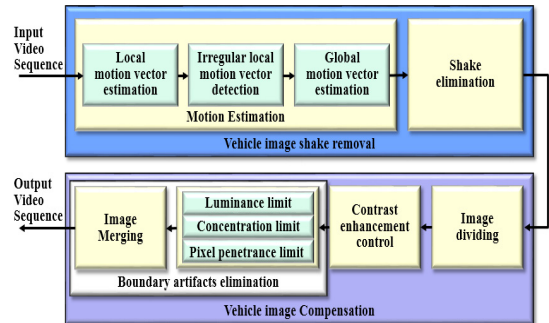 Input
Video
Sequence
Local
motion vector
estimation
Irregular local
motion vector
detection
Global
motion vector
estimation
Motion Estimation
Shake
elimination
Vehicle image shake removal
Output
Video
Sequence
Image
Merging
Luminance limit
Concentration limit
Pixel penetrance limit
Boundary artifacts elimination
Contrast
enhancement
control
Image
dividing
Vehicle image Compensation